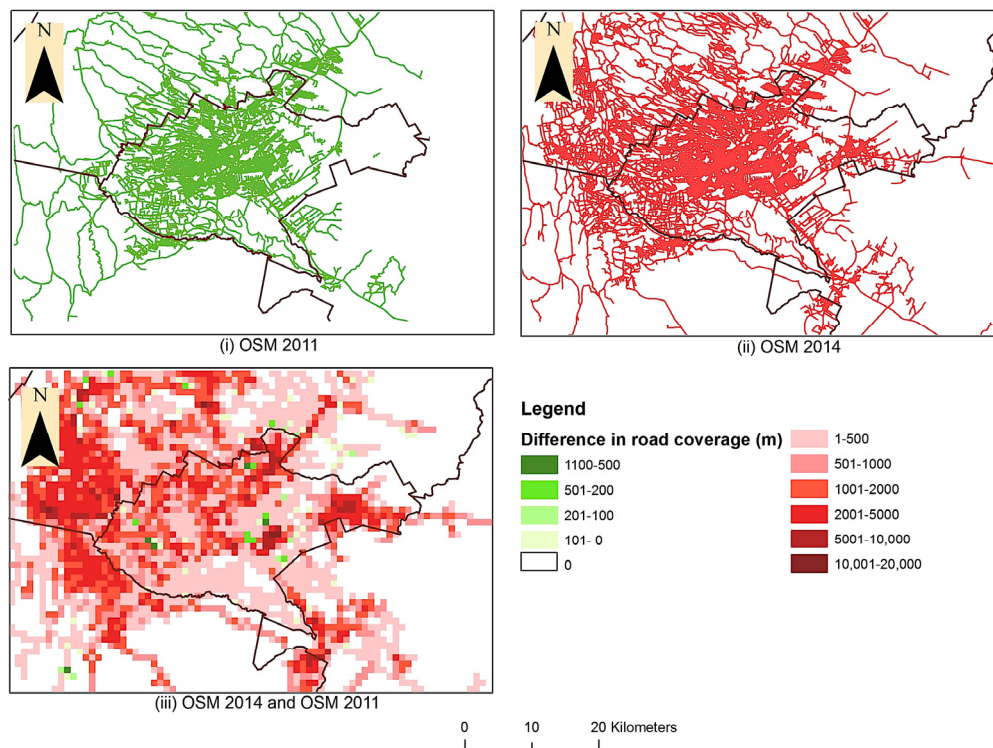 N
N
(i) OSM 2011
(ii) OSM 2014
N
(iii) OSM 2014 and OSM 2011
Legend
Difference in road coverage (m)
1100-500
501-200
201-100
101- 0
0
1-500
501-1000
1001-2000
2001-5000
5001-10,000
10,001-20,000
0 10 20 Kilometers